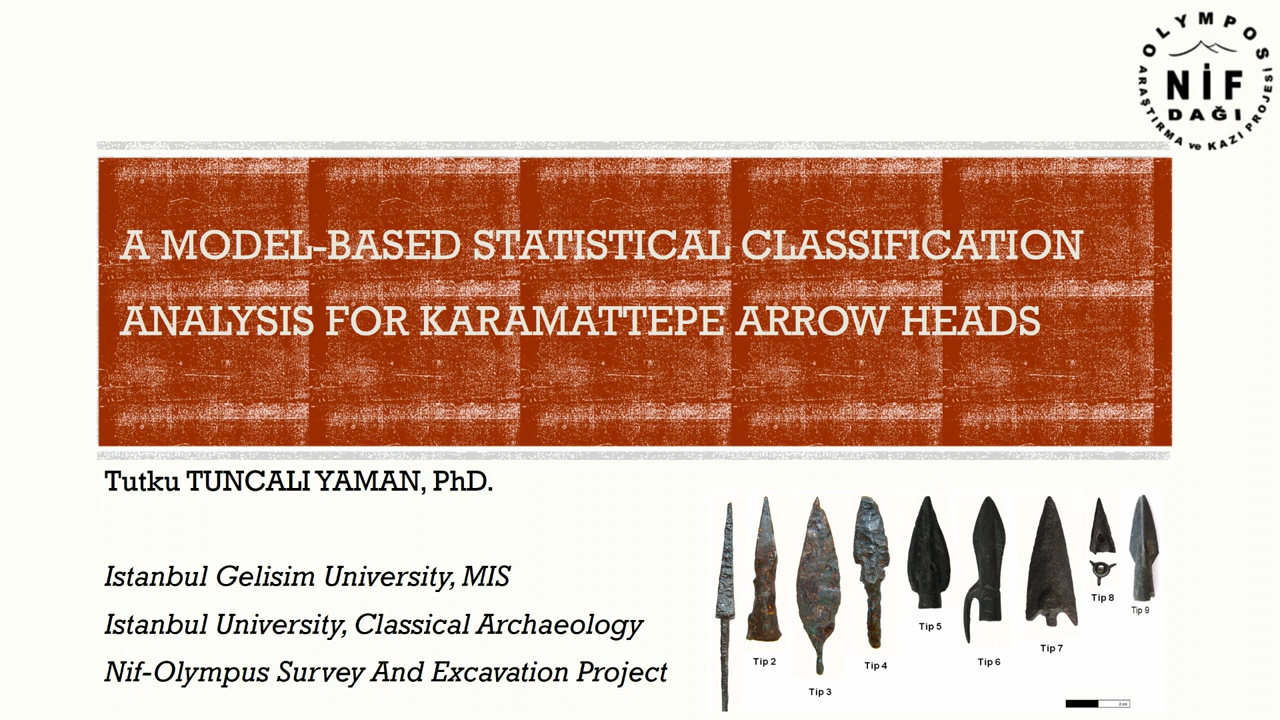 OLYMPOS
NİF
DAĞI
ARAŞTIRMA ve KAZI PROJESİ
A MODEL-BASED STATISTICAL CLASSIFICATION
ANALYSIS FOR KARAMATTEPE ARROW HEADS
Tutku TUNCALI YAMAN, PhD.
Istanbul Gelisim University, MIS
Istanbul University, Classical Archaeology
Nif-Olympus Survey And Excavation Project
Tip 2
Tip 3
Tip 4
Tip 5
Tip 6
Tip 7
Tip 8
Tip 9